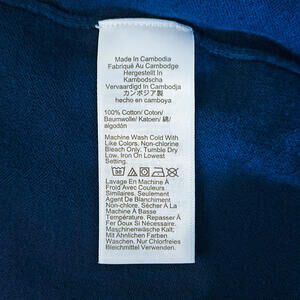 Made In Cambodia
Fabriqué Au Cambodge
Hergestellt In
Kambodscha
Vervaardigd In Cambodja
カンボジア製
hecho en camboya
100% Cotton/ Coton/
Baumwolle/ Katoen/ 綿/
algodón
Machine Wash Cold With
Like Colors. Non-chlorine
Bleach Only. Tumble Dry
Low. Iron On Lowest
Setting.
Lavage En Machine À
Froid Avec Couleurs
Similaires. Seulement
Agent De Blanchiment
Non-chlore. Sécher À La
Machine À Basse
Température. Repasser À
Fer Doux Si Nécessaire.
Maschinenwäsche Kalt;
Mit Ähnlichen Farben
Waschen. Nur Chlorfreies
Bleichmittel Verwenden.